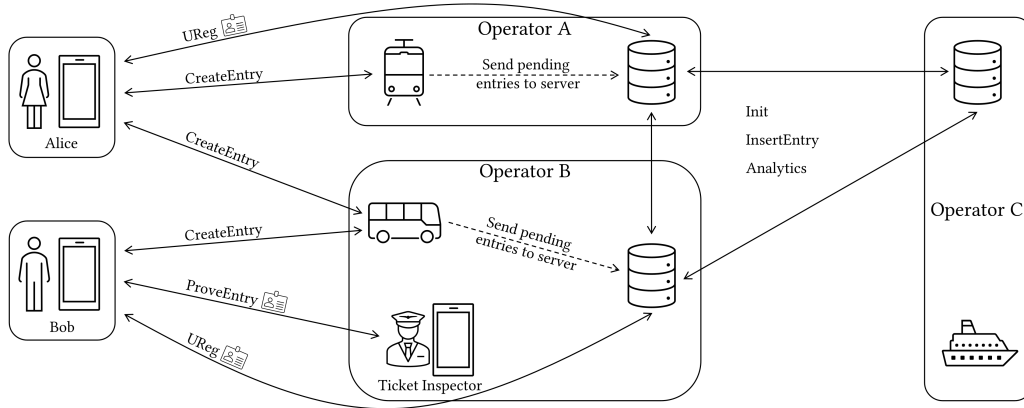 UReg
Operator A
CreateEntry
Send pending
entries to server
Alice
CreateEntry
Init
InsertEntry
Analytics
Operator B
Operator C
CreateEntry
Send pending
entries to server
ProveEntry
Bob
UReg
Ticket Inspector